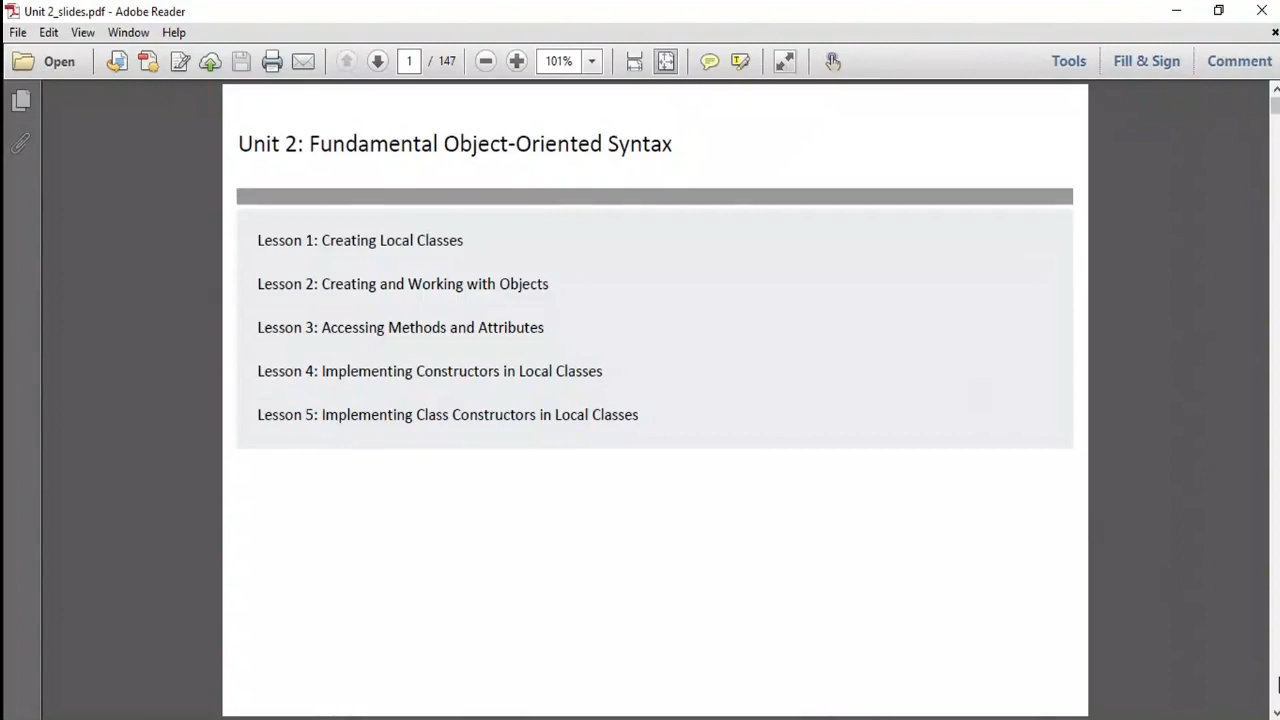 Unit 2_slides.pdf - Adobe Reader
File Edit View Window Help
Open 1 / 147 101% Tools Fill & Sign Comment
Unit 2: Fundamental Object-Oriented Syntax
Lesson 1: Creating Local Classes
Lesson 2: Creating and Working with Objects
Lesson 3: Accessing Methods and Attributes
Lesson 4: Implementing Constructors in Local Classes
Lesson 5: Implementing Class Constructors in Local Classes